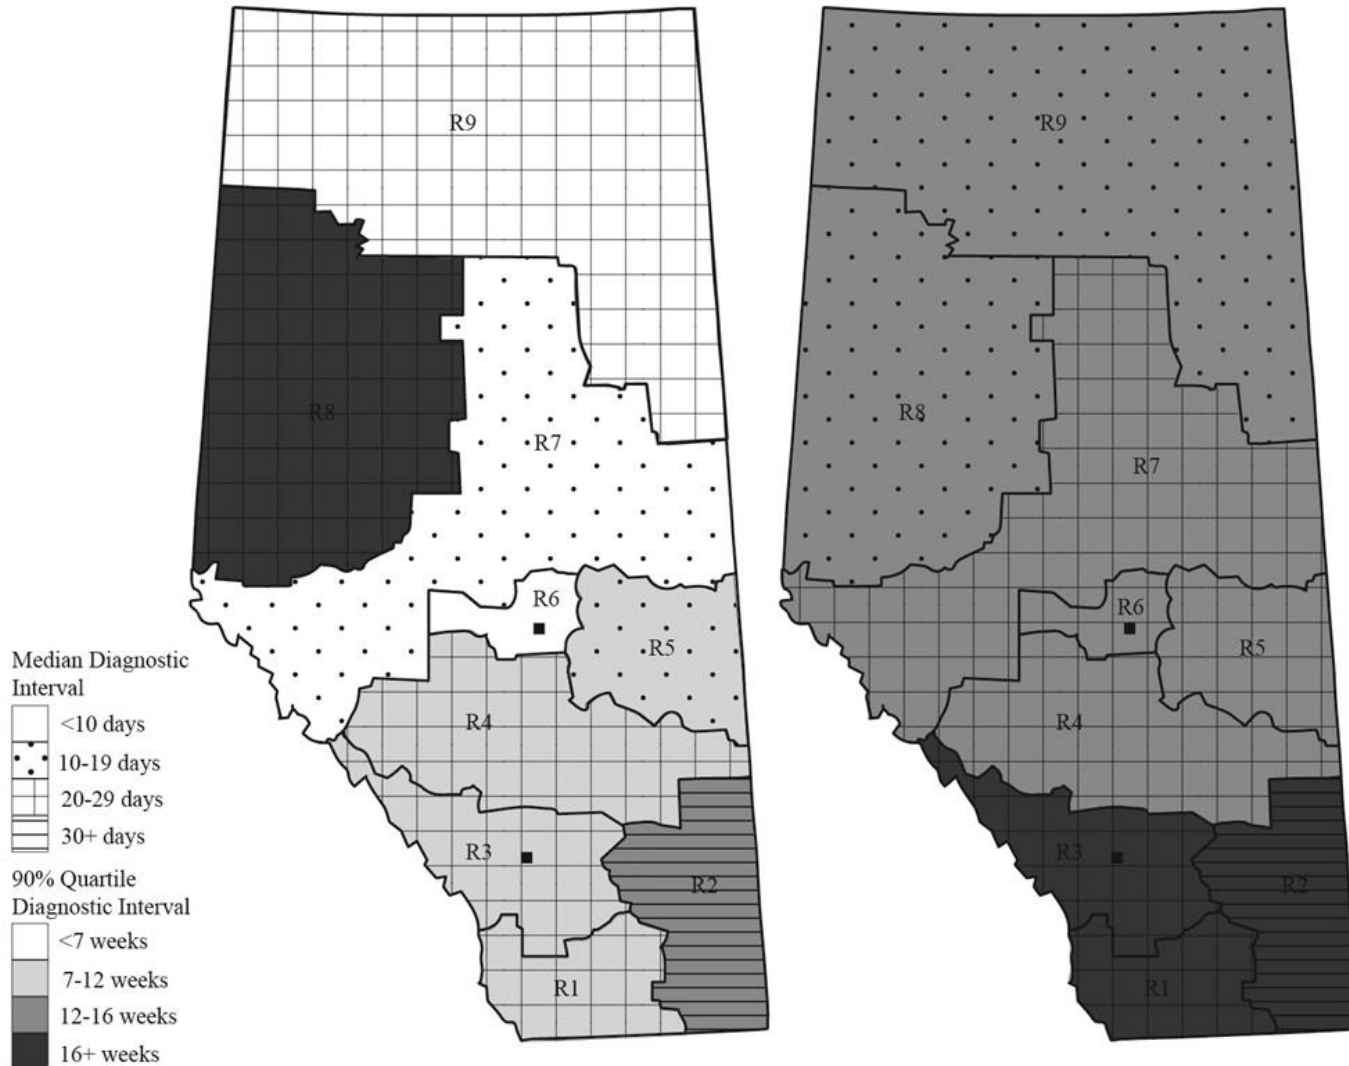 R9
R8
R7
R6
R5
R4
R3
R2
R1
Median Diagnostic
Interval
<10 days
10-19 days
20-29 days
30+ days
90% Quartile
Diagnostic Interval
<7 weeks
7-12 weeks
12-16 weeks
16+ weeks
R9
R8
R7
R6
R5
R4
R3
R2
R1